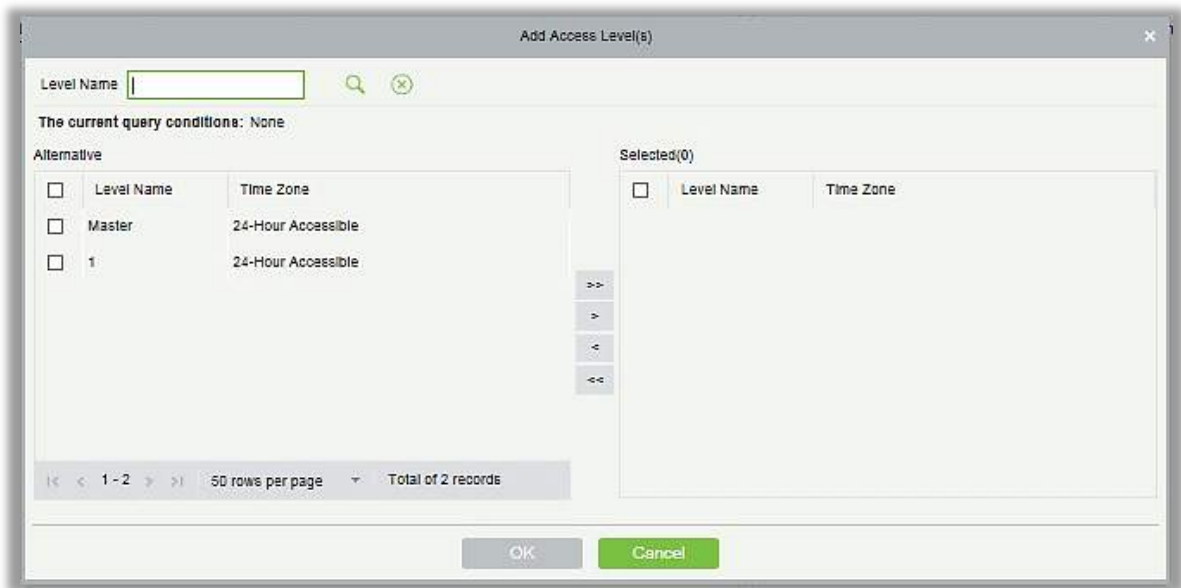 Add Access Level(s)
Level Name
The current query conditions: None
Alternative
Level Name Time Zone
Master 24-Hour Accessible
1 24-Hour Accessible
1 - 2 50 rows per page Total of 2 records
>>
>
<
<<
Selected(0)
Level Name Time Zone
OK Cancel